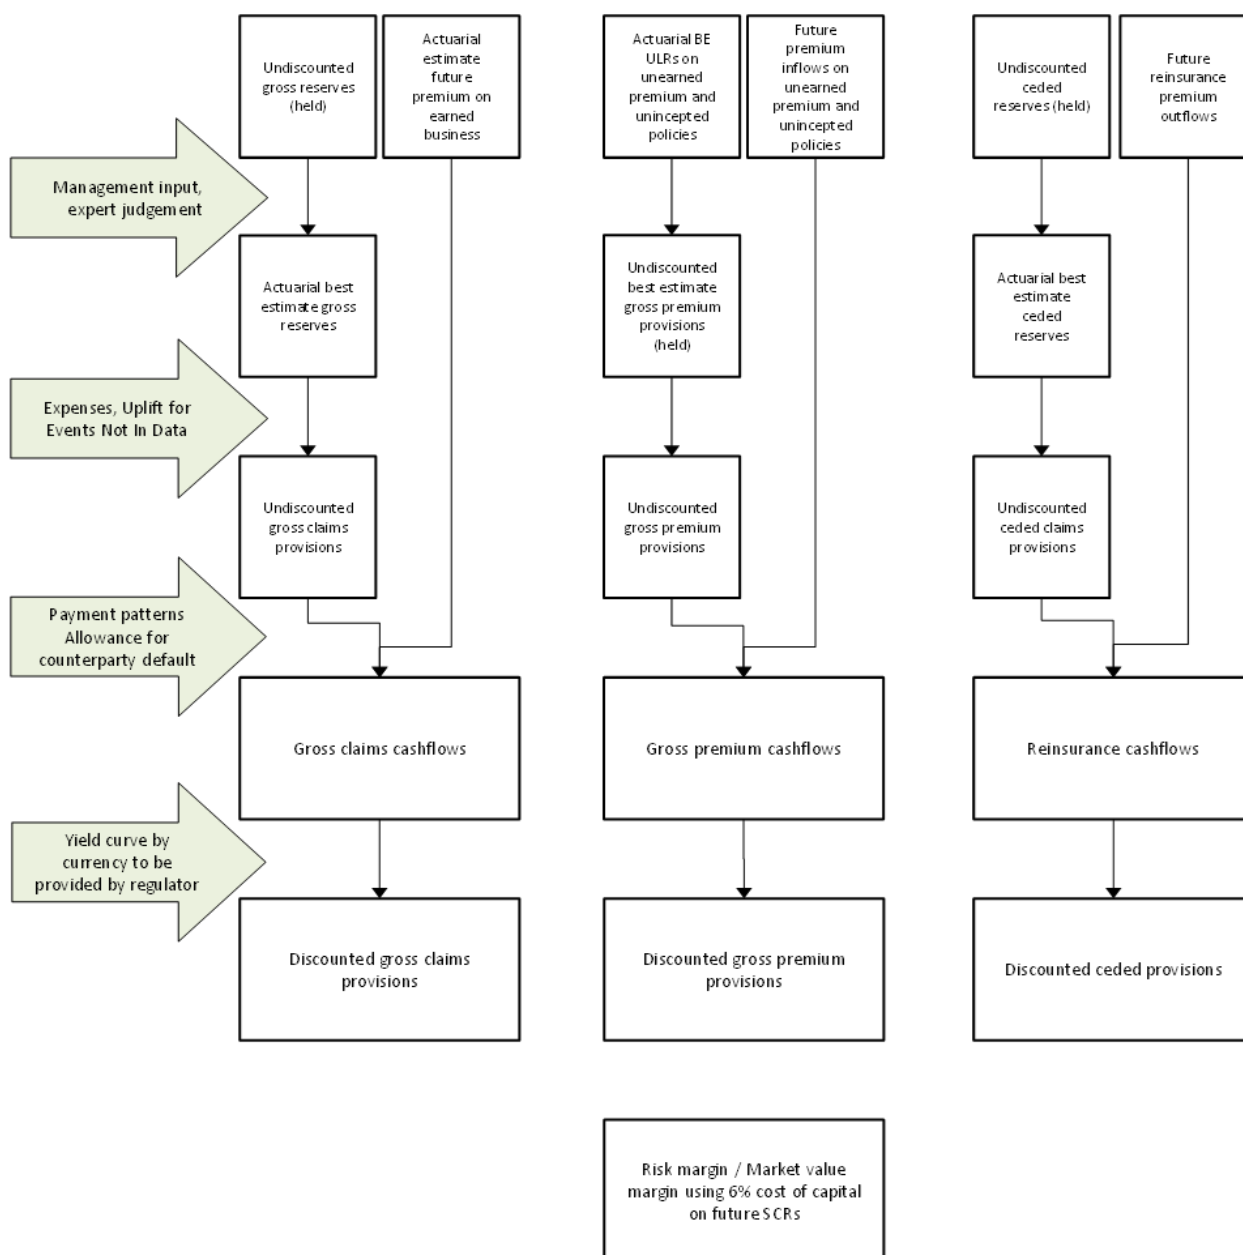 Undiscounted
gross reserves
(held)
Actuarial
estimate
future
premium on
earned
business
Actuarial BE
ULRs on
unearned
premium and
unincepted
policies
Future
premium
inflows on
unearned
premium and
unincepted
policies
Undiscounted
ceded
reserves (held)
Future
reinsurance
premium
outflows
Management input,
expert judgement
Actuarial best
estimate gross
reserves
Undiscounted
best estimate
gross premium
provisions
(held)
Actuarial best
estimate
ceded
reserves
Expenses, Uplift for
Events Not In Data
Undiscounted
gross claims
provisions
Undiscounted
gross premium
provisions
Undiscounted
ceded claims
provisions
Payment patterns
Allowance for
counterparty default
Gross claims cashflows
Gross premium cashflows
Reinsurance cashflows
Yield curve by
currency to be
provided by regulator
Discounted gross claims
provisions
Discounted gross premium
provisions
Discounted ceded provisions
Risk margin / Market value
margin using 6% cost of capital
on future SCRs